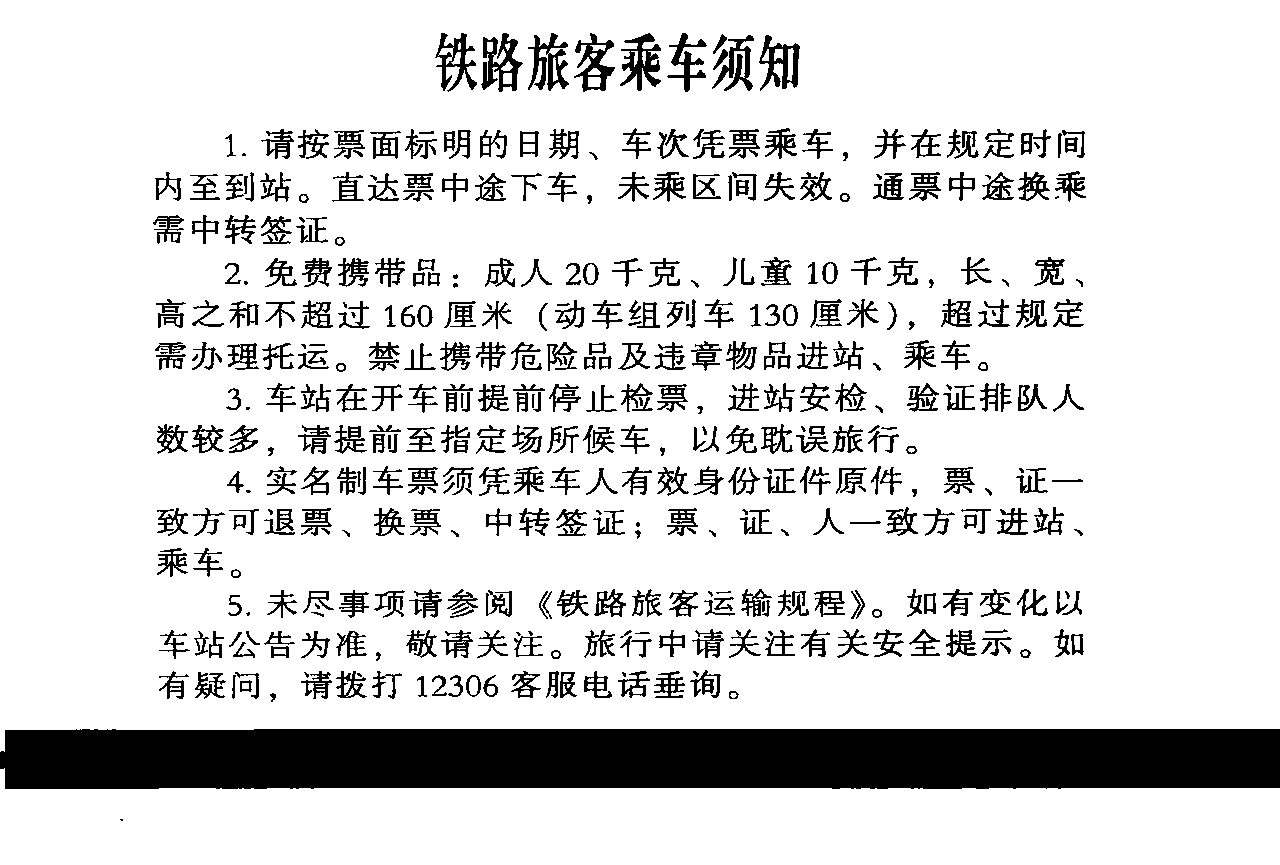 铁路旅客乘车须知
1. 请按票面标明的日期、车次凭票乘车，并在规定时间
内至到站。直达票中途下车，未乘区间失效。通票中途换乘
需中转签证。
2. 免费携带品：成人 20 千克、儿童 10 千克，长、宽、
高之和不超过 160 厘米（动车组列车 130 厘米），超过规定
需办理托运。禁止携带危险品及违章物品进站、乘车。
3. 车站在开车前提前停止检票，进站安检、验证排队人
数较多，请提前至指定场所候车，以免耽误旅行。
4. 实名制车票须凭乘车人有效身份证件原件，票、证一
致方可退票、换票、中转签证；票、证、人一致方可进站、
乘车。
5. 未尽事项请参阅《铁路旅客运输规程》。如有变化以
车站公告为准，敬请关注。旅行中请关注有关安全提示。如
有疑问，请拨打 12306 客服电话垂询。